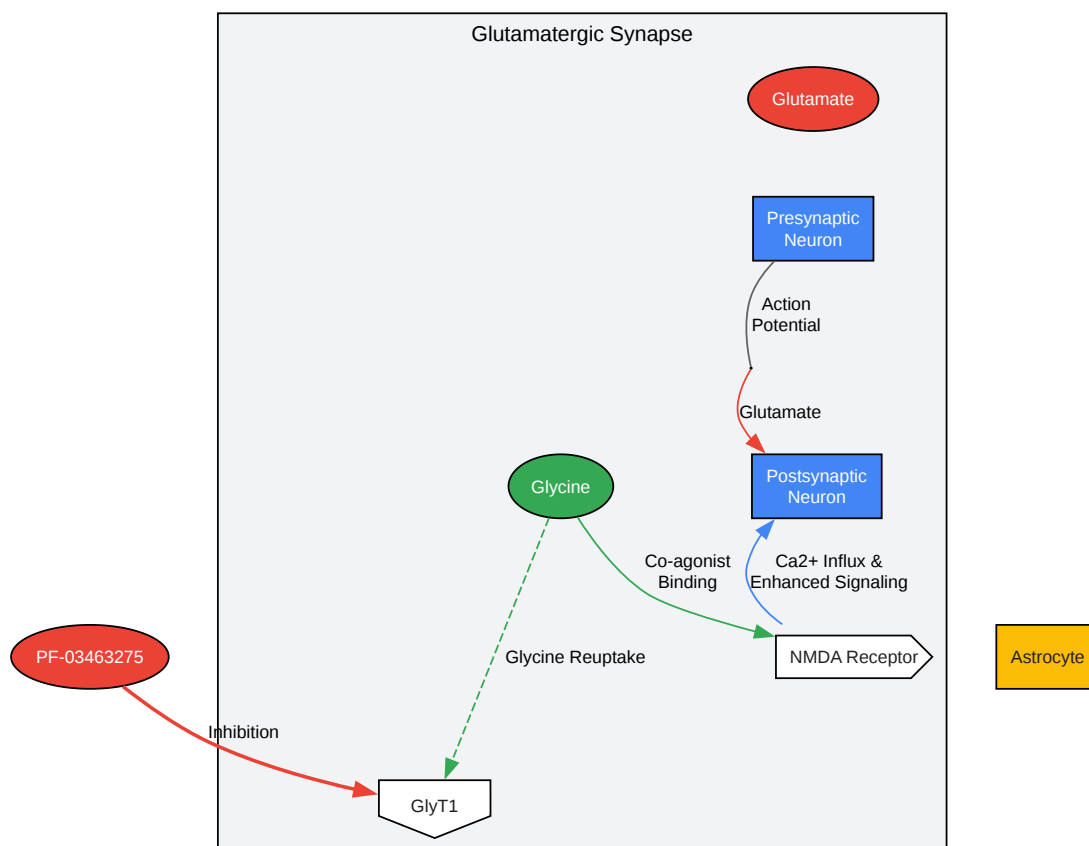 Glutamatergic Synapse
Glutamate
Presynaptic
Neuron
Action
Potential
Glutamate
Glycine
Postsynaptic
Neuron
Co-agonist
Binding
Ca2+ Influx &
Enhanced Signaling
PF-03463275
Glycine Reuptake
NMDA Receptor
Astrocyte
Inhibition
GlyT1